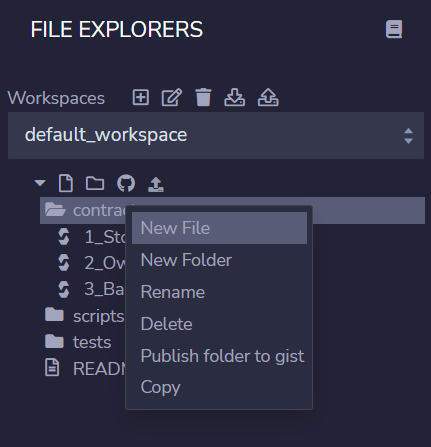 FILE EXPLORERS
Workspaces
default_workspace
contra
New File
1_Sto
New Folder
2_Ow
Rename
3_Ba
scripts
Delete
tests
Publish folder to gist
READM
Copy